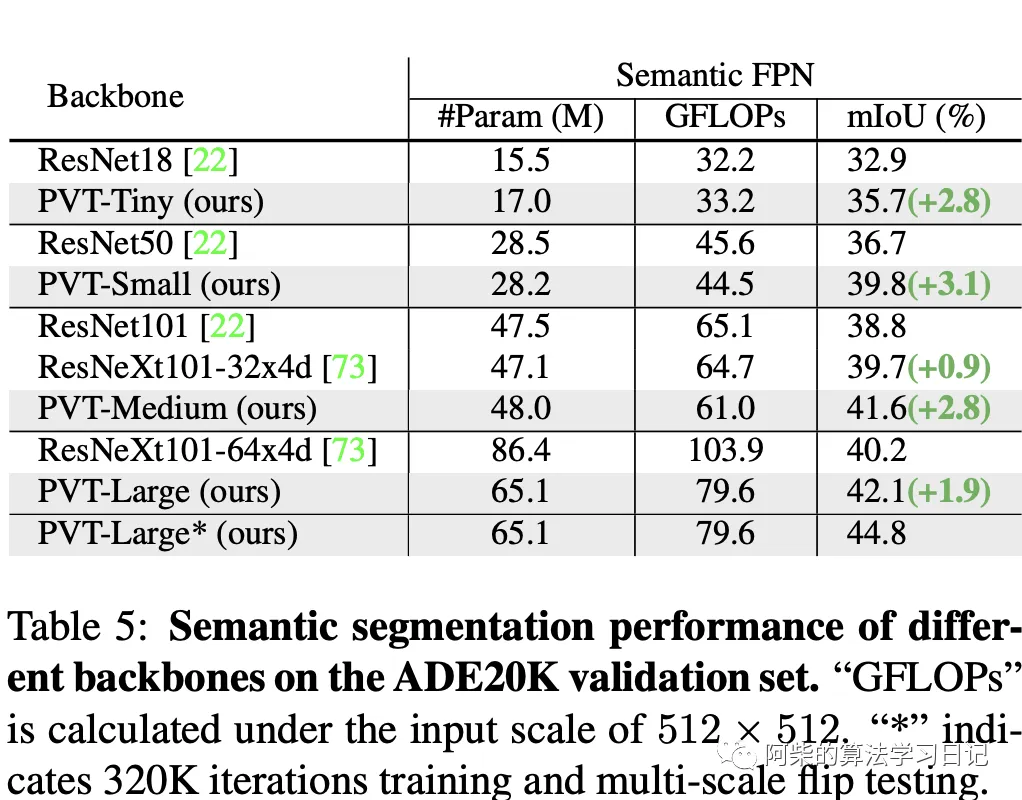 Backbone Semantic FPN
#Param (M) GFLOPs mIoU (%)
ResNet18 [22] 15.5 32.2 32.9
PVT-Tiny (ours) 17.0 33.2 35.7(+2.8)
ResNet50 [22] 28.5 45.6 36.7
PVT-Small (ours) 28.2 44.5 39.8(+3.1)
ResNet101 [22] 47.5 65.1 38.8
ResNeXt101-32x4d [73] 47.1 64.7 39.7(+0.9)
PVT-Medium (ours) 48.0 61.0 41.6(+2.8)
ResNeXt101-64x4d [73] 86.4 103.9 40.2
PVT-Large (ours) 65.1 79.6 42.1(+1.9)
PVT-Large* (ours) 65.1 79.6 44.8
Table 5: Semantic segmentation performance of differ-
ent backbones on the ADE20K validation set. “GFLOPs”
is calculated under the input scale of 512 × 512. “*” indi-
cates 320K iterations training and multi-scale flip testing.
阿柴的算法学习日记